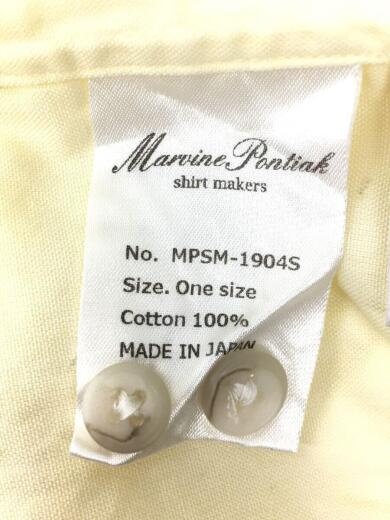 Marvine Pontiak
shirt makers
No. MPSM-1904S
Size. One size
Cotton 100%
MADE IN JAPAN